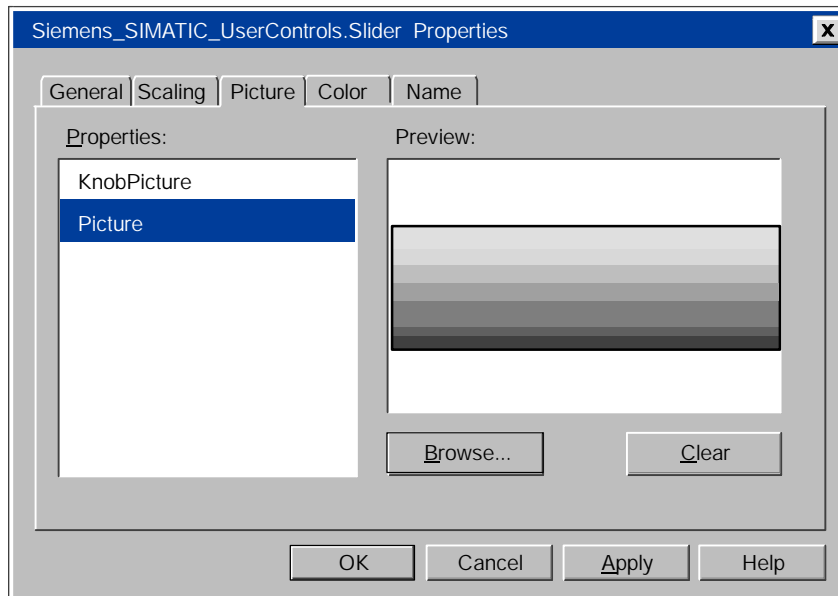 Siemens_SIMATIC_UserControls.Slider Properties X
General Scaling Picture Color Name
Properties: Preview:
KnobPicture
Picture
Browse... Clear
OK Cancel Apply Help